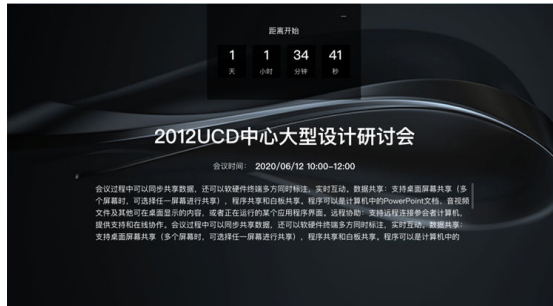 距离开始
1 1 34 41
天 小时 分钟 秒
2012UCD中心大型设计研讨会
会议时间： 2020/06/12 10:00-12:00
会议过程中可以同步共享数据，还可以软硬件终端多方同时标注，实时互动。数据共享：支持桌面屏幕共享（多
个屏幕时，可选择任一屏幕进行共享），程序共享和白板共享。程序可以是计算机中的PowerPoint文档、音视频
文件及其他可在桌面显示的内容，或者正在运行的某个应用程序界面。远程协助：支持远程连接参会者计算机，
提供支持和在线协作。会议过程中可以同步共享数据，还可以软硬件终端多方同时标注，实时互动。数据共享：
支持桌面屏幕共享（多个屏幕时，可选择任一屏幕进行共享），程序共享和白板共享。程序可以是计算机中的